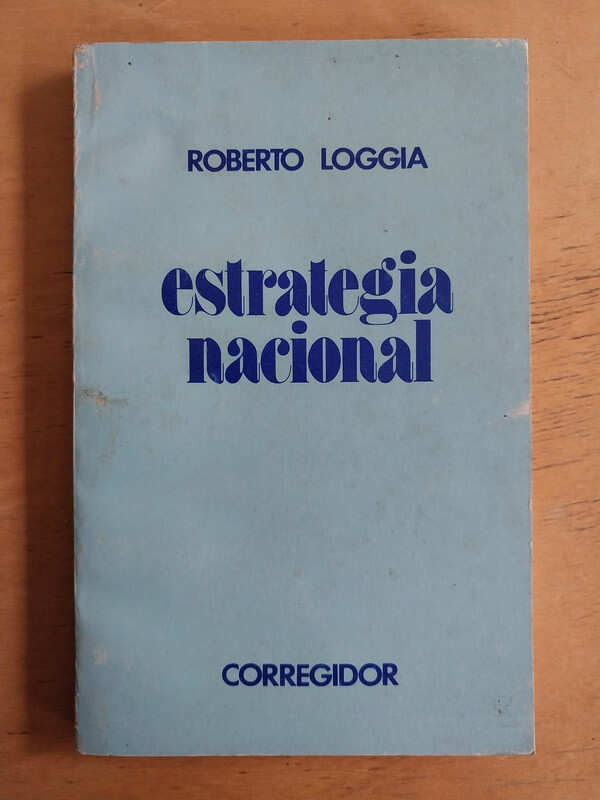 ROBERTO LOGGIA
estrategia
nacional
CORREGIDOR